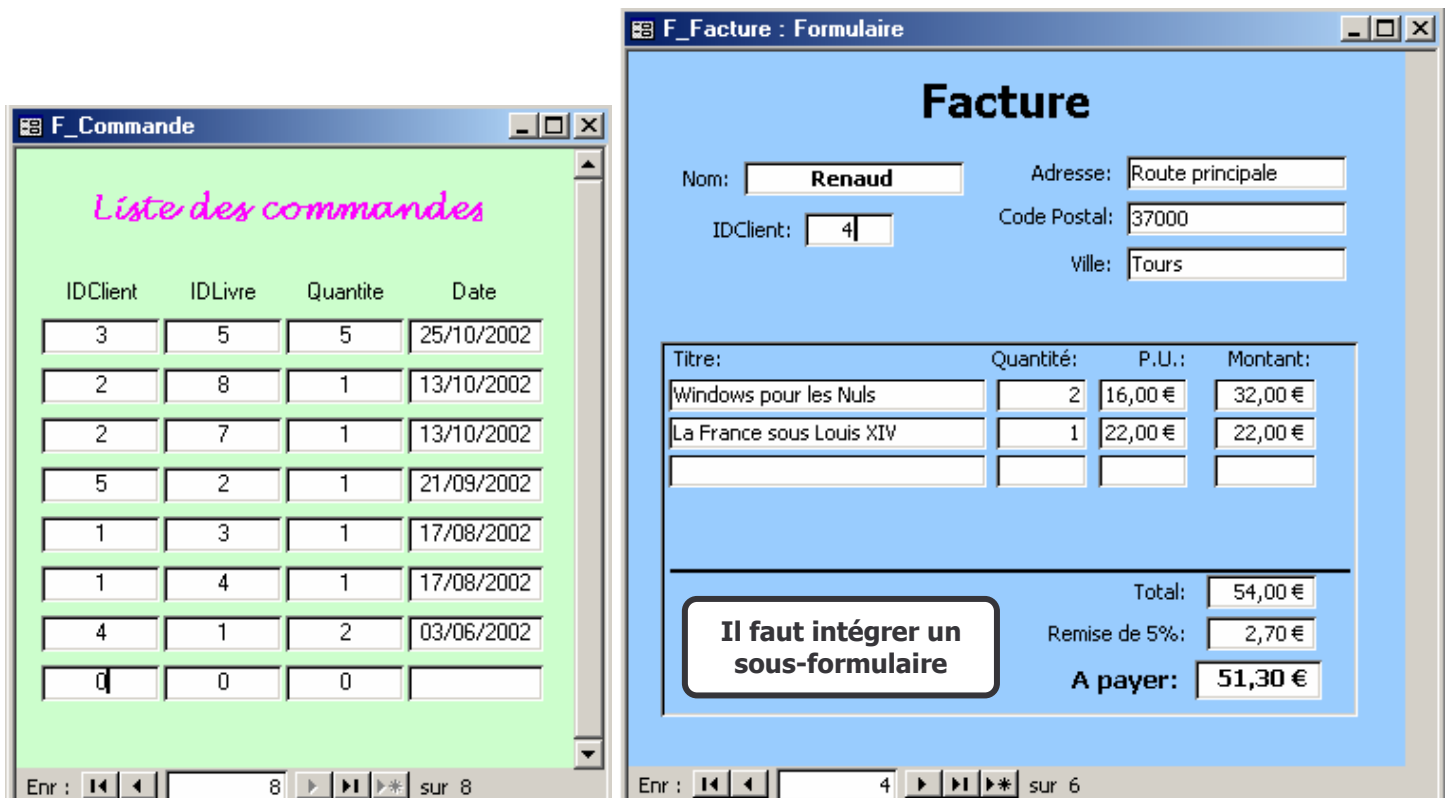 F_Commande
Liste des commandes
IDClient IDLivre Quantite Date
3 5 5 25/10/2002
2 8 1 13/10/2002
2 7 1 13/10/2002
5 2 1 21/09/2002
1 3 1 17/08/2002
1 4 1 17/08/2002
4 1 2 03/06/2002
0 0 0
Enr : 8 sur 8
F_Facture : Formulaire
Facture
Nom: Renaud
IDClient: 4
Adresse: Route principale
Code Postal: 37000
Ville: Tours
Titre: Quantité: P.U.: Montant:
Windows pour les Nuls 2 16,00 € 32,00 €
La France sous Louis XIV 1 22,00 € 22,00 €
Total: 54,00 €
Remise de 5%: 2,70 €
A payer: 51,30 €
Il faut intégrer un
sous-formulaire
Enr : 4 sur 6